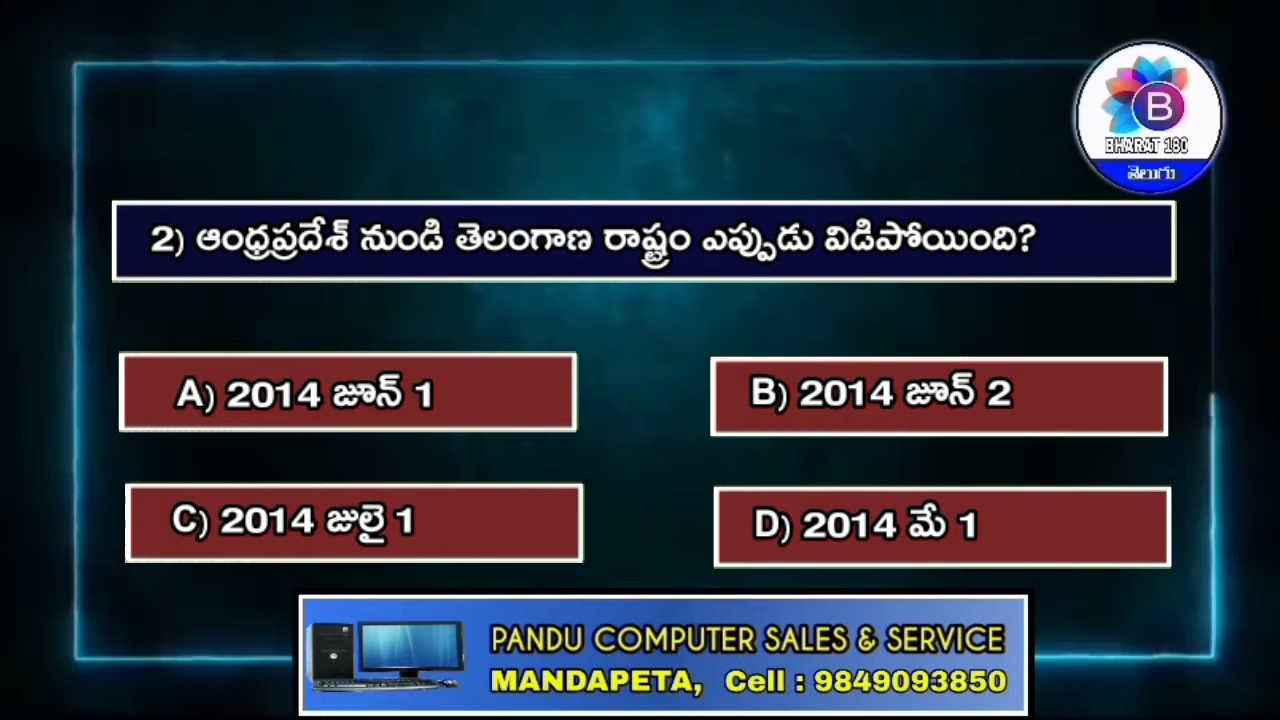 B
BHARAT 180
తెలుగు
2) ఆంధ్రప్రదేశ్ నుండి తెలంగాణ రాష్ట్రం ఎప్పుడు విడిపోయింది?
A) 2014 జూన్ 1
B) 2014 జూన్ 2
C) 2014 జులై 1
D) 2014 మే 1
PANDU COMPUTER SALES & SERVICE
MANDAPETA, Cell : 9849093850